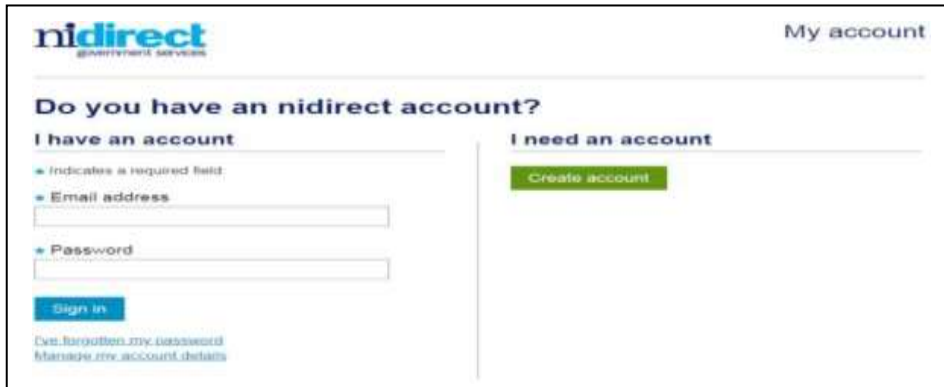 nidirect
government services
My account
Do you have an nidirect account?
I have an account
* Indicates a required field
* Email address
* Password
Sign in
I've forgotten my password
Manage my account details
I need an account
Create account